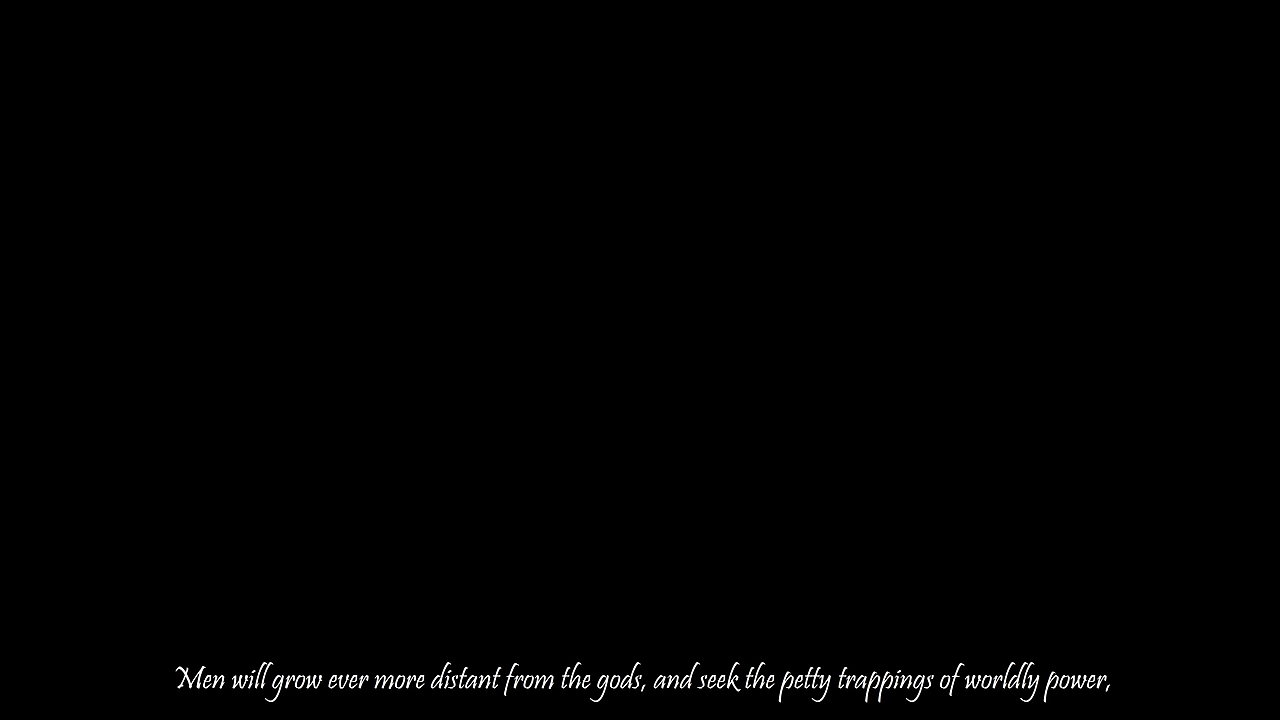 Men will grow ever more distant from the gods, and seek the petty trappings of worldly power,